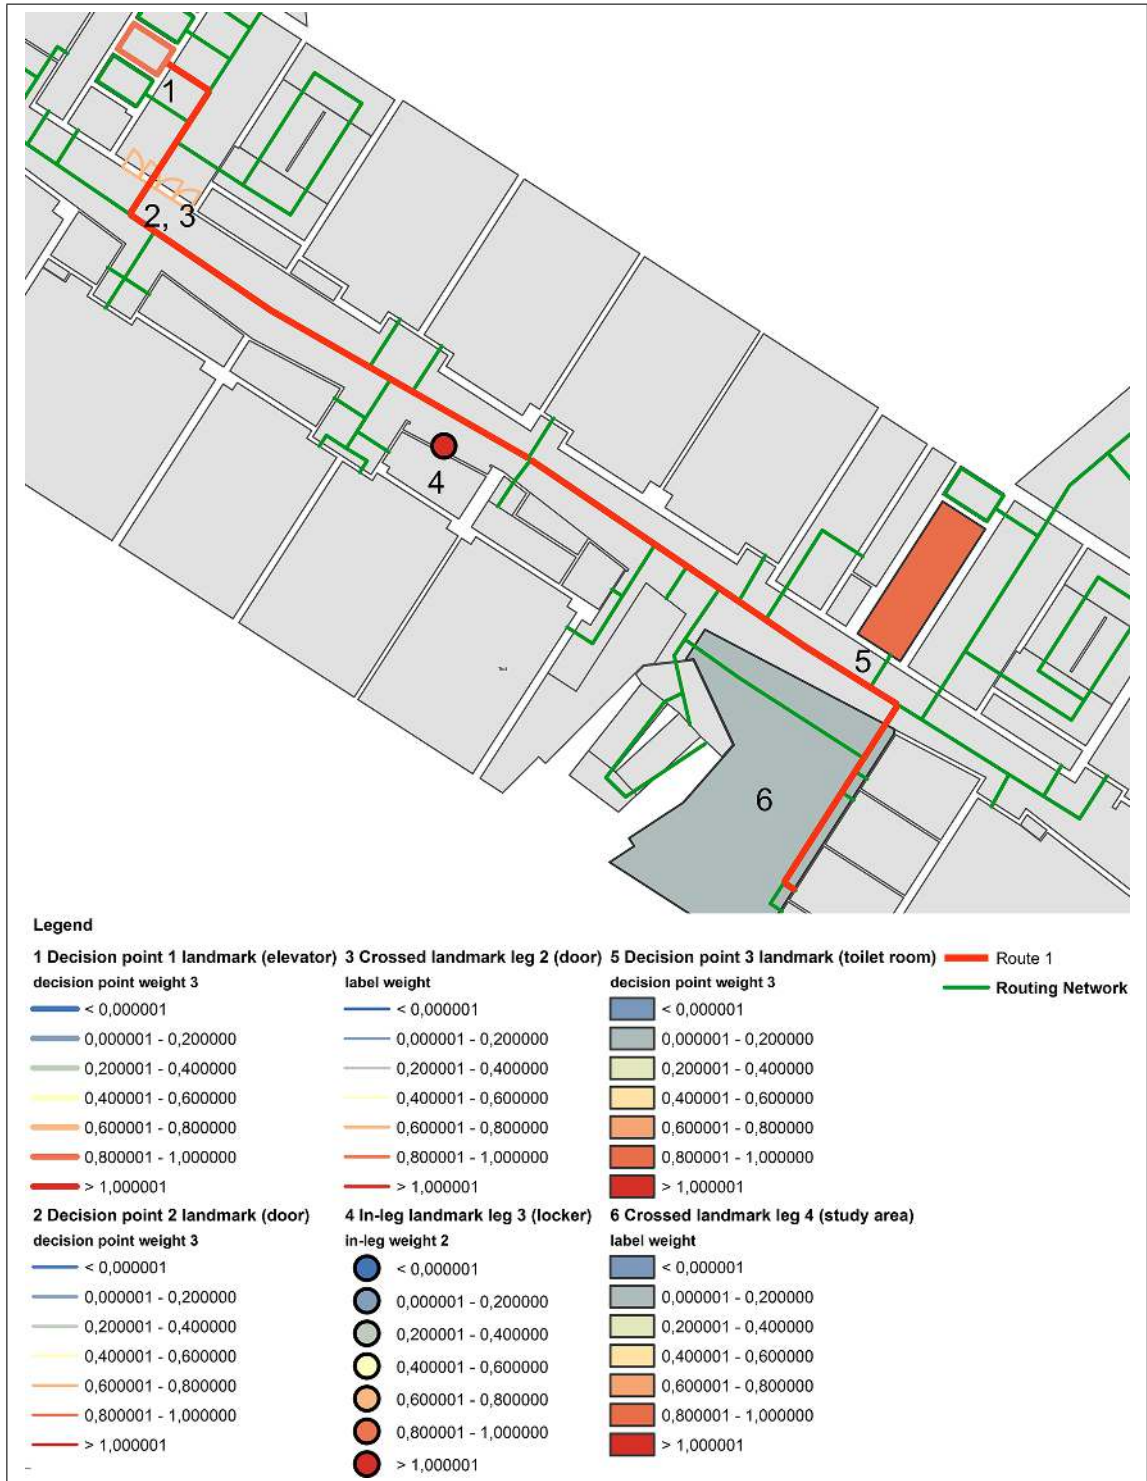 1
2, 3
4
5
6
Legend
1 Decision point 1 landmark (elevator)
decision point weight 3
< 0,000001
0,000001 - 0,200000
0,200001 - 0,400000
0,400001 - 0,600000
0,600001 - 0,800000
0,800001 - 1,000000
> 1,000001
2 Decision point 2 landmark (door)
decision point weight 3
< 0,000001
0,000001 - 0,200000
0,200001 - 0,400000
0,400001 - 0,600000
0,600001 - 0,800000
0,800001 - 1,000000
> 1,000001
3 Crossed landmark leg 2 (door)
label weight
< 0,000001
0,000001 - 0,200000
0,200001 - 0,400000
0,400001 - 0,600000
0,600001 - 0,800000
0,800001 - 1,000000
> 1,000001
4 In-leg landmark leg 3 (locker)
in-leg weight 2
< 0,000001
0,000001 - 0,200000
0,200001 - 0,400000
0,400001 - 0,600000
0,600001 - 0,800000
0,800001 - 1,000000
> 1,000001
5 Decision point 3 landmark (toilet room)
decision point weight 3
< 0,000001
0,000001 - 0,200000
0,200001 - 0,400000
0,400001 - 0,600000
0,600001 - 0,800000
0,800001 - 1,000000
> 1,000001
6 Crossed landmark leg 4 (study area)
label weight
< 0,000001
0,000001 - 0,200000
0,200001 - 0,400000
0,400001 - 0,600000
0,600001 - 0,800000
0,800001 - 1,000000
> 1,000001
Route 1
Routing Network